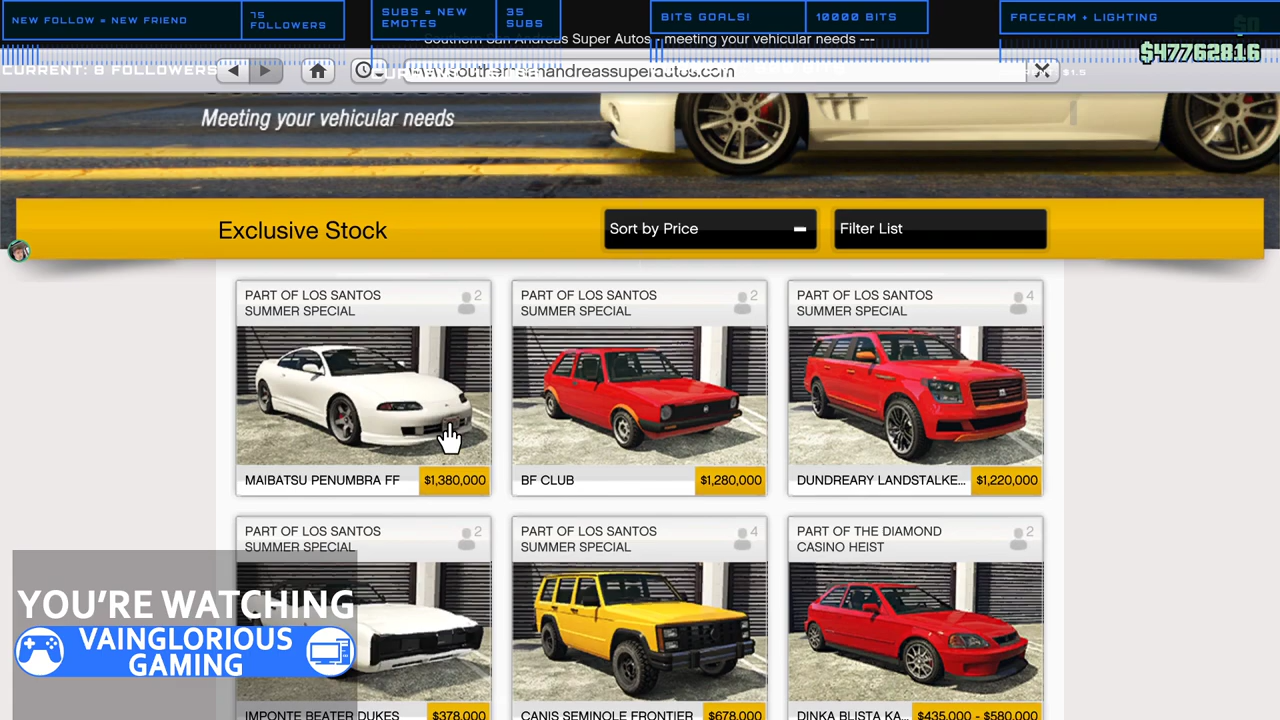 NEW FOLLOW = NEW FRIEND
75 FOLLOWERS
SUBS = NEW EMOTES
35 SUBS
BITS GOALS!
10000 BITS
FACECAM + LIGHTING
Southern San Andreas Super Autos - meeting your vehicular needs ---
$47762816
CURRENT: 8 FOLLOWERS
$1.5
Meeting your vehicular needs
Exclusive Stock
Sort by Price
Filter List
PART OF LOS SANTOS
SUMMER SPECIAL
2
MAIBATSU PENUMBRA FF
$1,380,000
PART OF LOS SANTOS
SUMMER SPECIAL
2
BF CLUB
$1,280,000
PART OF LOS SANTOS
SUMMER SPECIAL
4
DUNDREARY LANDSTALKE...
$1,220,000
PART OF LOS SANTOS
SUMMER SPECIAL
2
IMPONTE BEATER DUKES
$378,000
PART OF LOS SANTOS
SUMMER SPECIAL
4
CANIS SEMINOLE FRONTIER
$678,000
PART OF THE DIAMOND
CASINO HEIST
2
DINKA BLISTA KA...
$435,000 - $580,000
YOU'RE WATCHING
VAINGLORIOUS
GAMING